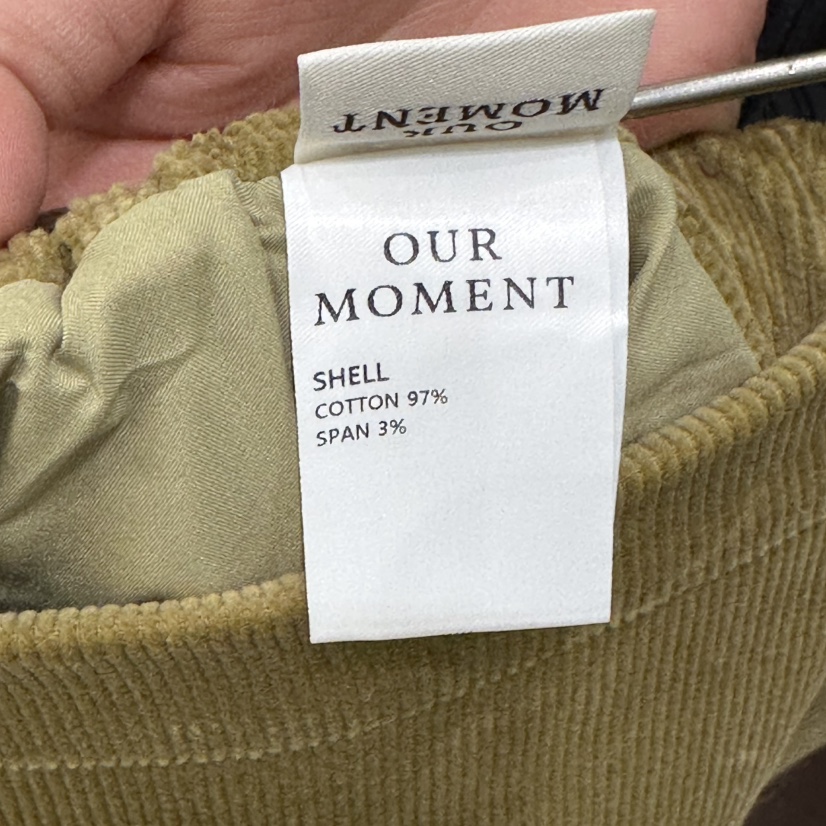 OUR
MOMENT
OUR
MOMENT
SHELL
COTTON 97%
SPAN 3%